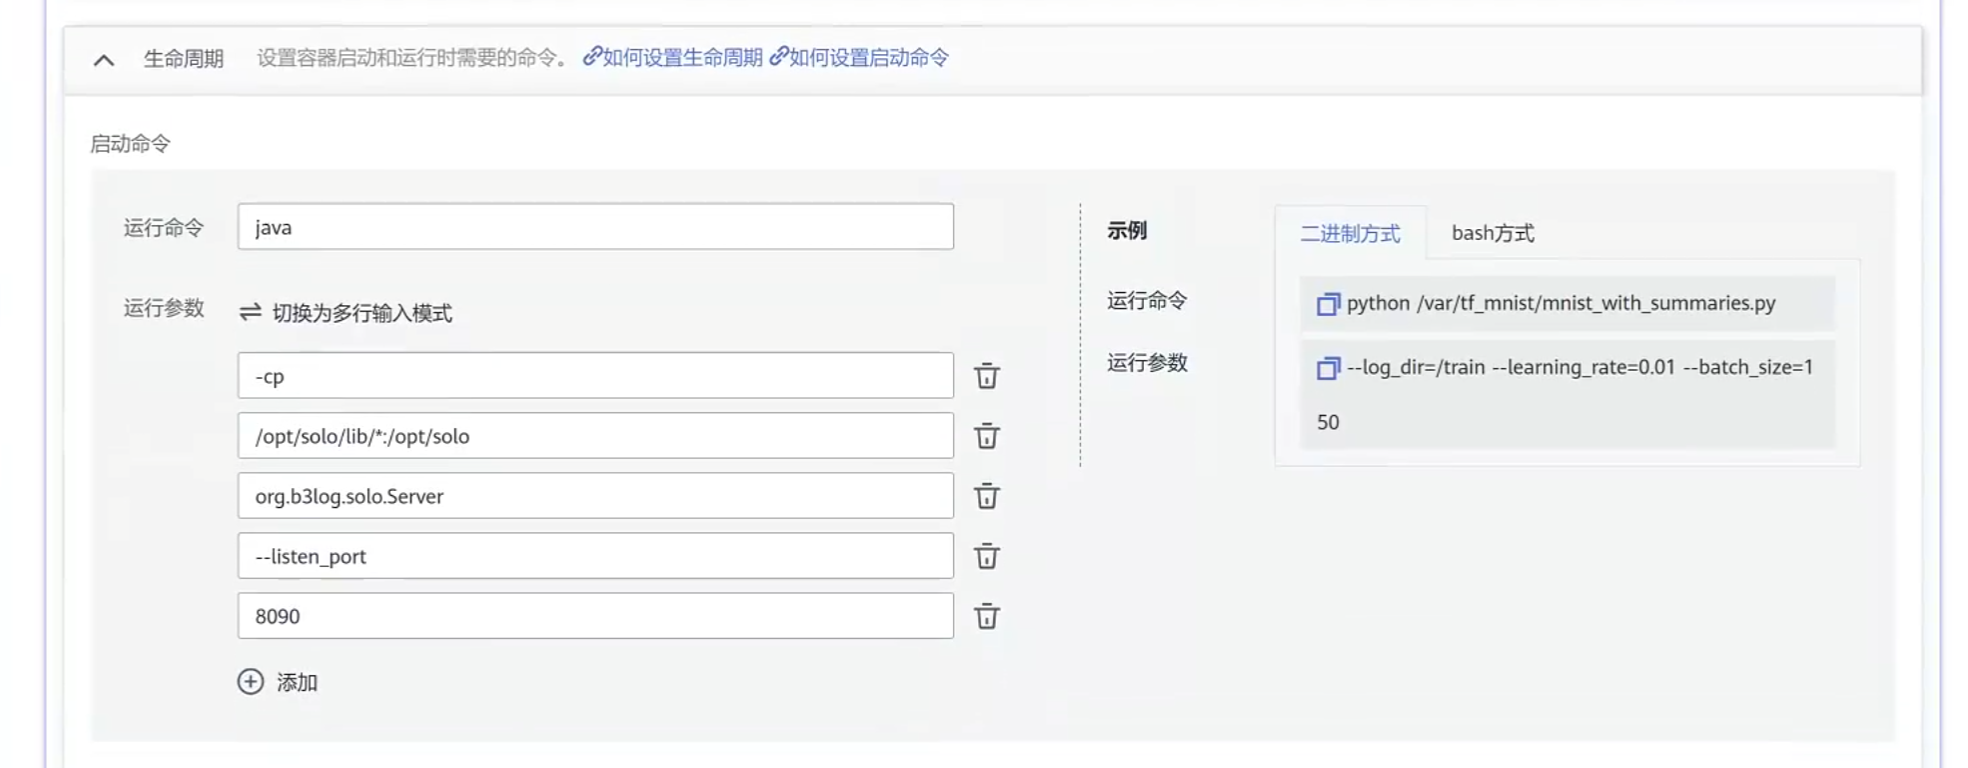 生命周期 设置容器启动和运行时需要的命令。 如何设置生命周期 如何设置启动命令
启动命令
运行命令 java
运行参数 切换为多行输入模式
-cp
/opt/solo/lib/*:/opt/solo
org.b3log.solo.Server
--listen_port
8090
添加
示例 二进制方式 bash方式
运行命令 python /var/tf_mnist/mnist_with_summaries.py
运行参数 --log_dir=/train --learning_rate=0.01 --batch_size=1
50